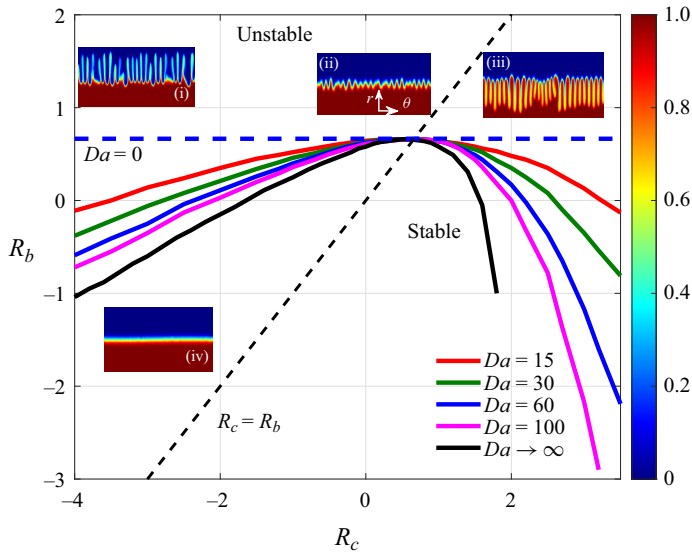 2
1
0
−1
−2
−3
R_b
−4
−2
0
2
R_c
Unstable
(i)
(ii)
r
θ
(iii)
Da = 0
Stable
(iv)
R_c = R_b
Da = 15
Da = 30
Da = 60
Da = 100
Da → ∞
1.0
0.8
0.6
0.4
0.2
0